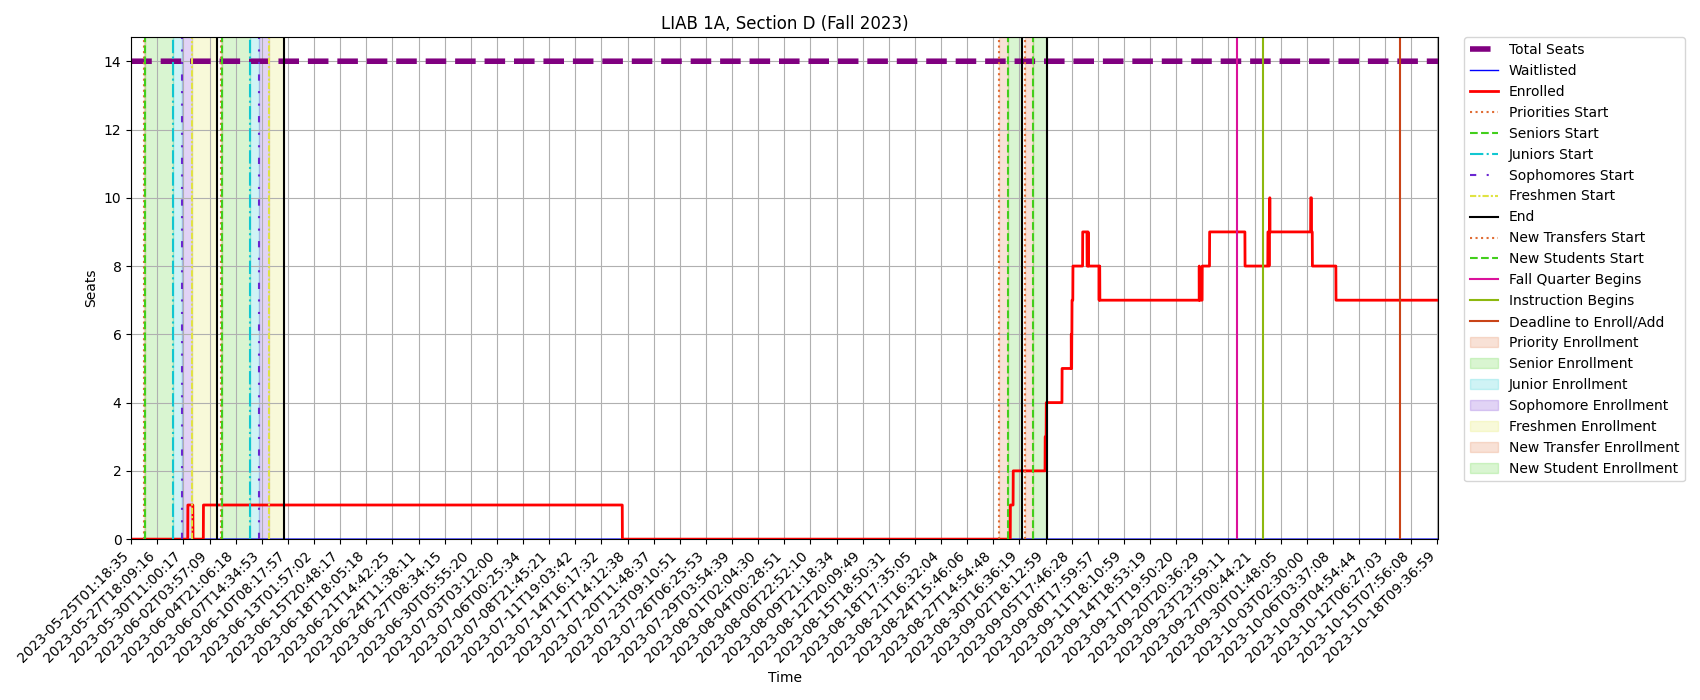 LIAB 1A, Section D (Fall 2023)
14
12
10
8
6
4
2
0
Seats
2023-05-25T01:18:35
2023-05-27T18:09:16
2023-05-30T11:00:17
2023-06-02T03:57:09
2023-06-04T21:06:18
2023-06-07T14:34:53
2023-06-10T08:17:57
2023-06-13T01:57:02
2023-06-15T20:48:17
2023-06-18T18:05:18
2023-06-21T14:42:25
2023-06-24T11:38:11
2023-06-27T08:34:15
2023-06-30T05:55:20
2023-07-03T03:12:00
2023-07-06T00:25:34
2023-07-08T21:45:21
2023-07-11T19:03:42
2023-07-14T16:17:32
2023-07-17T14:12:38
2023-07-20T11:48:37
2023-07-23T09:10:51
2023-07-26T06:25:53
2023-07-29T03:54:39
2023-08-01T02:04:30
2023-08-04T00:28:51
2023-08-06T22:52:10
2023-08-09T21:18:34
2023-08-12T20:09:49
2023-08-15T18:50:31
2023-08-18T17:35:05
2023-08-21T16:32:04
2023-08-24T15:46:06
2023-08-27T14:54:48
2023-08-30T16:36:19
2023-09-02T18:12:59
2023-09-05T17:46:28
2023-09-08T17:59:57
2023-09-11T18:10:59
2023-09-14T18:53:19
2023-09-17T19:50:20
2023-09-20T20:36:29
2023-09-23T23:59:11
2023-09-27T00:44:21
2023-09-30T01:48:05
2023-10-03T02:30:00
2023-10-06T03:37:08
2023-10-09T04:54:44
2023-10-12T06:27:03
2023-10-15T07:56:08
2023-10-18T09:36:59
Time
Total Seats
Waitlisted
Enrolled
Priorities Start
Seniors Start
Juniors Start
Sophomores Start
Freshmen Start
End
New Transfers Start
New Students Start
Fall Quarter Begins
Instruction Begins
Deadline to Enroll/Add
Priority Enrollment
Senior Enrollment
Junior Enrollment
Sophomore Enrollment
Freshmen Enrollment
New Transfer Enrollment
New Student Enrollment